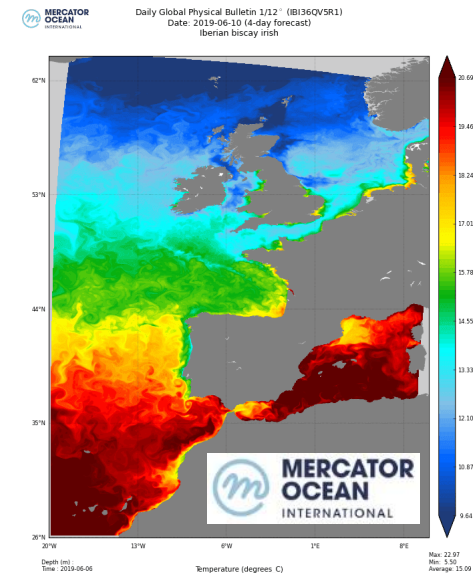 MERCATOR
OCEAN
INTERNATIONAL
Daily Global Physical Bulletin 1/12° (IBI36QV5R1)
Date: 2019-06-10 (4-day forecast)
Iberian biscay irish
62°N
53°N
44°N
35°N
26°N
20°W
13°W
6°W
1°E
8°E
20.69
19.46
18.24
17.01
15.78
14.55
13.33
12.10
10.87
9.64
MERCATOR
OCEAN
INTERNATIONAL
Depth (m)
Time : 2019-06-06
Temperature (degrees C)
Max: 22.97
Min: 5.50
Average: 15.09